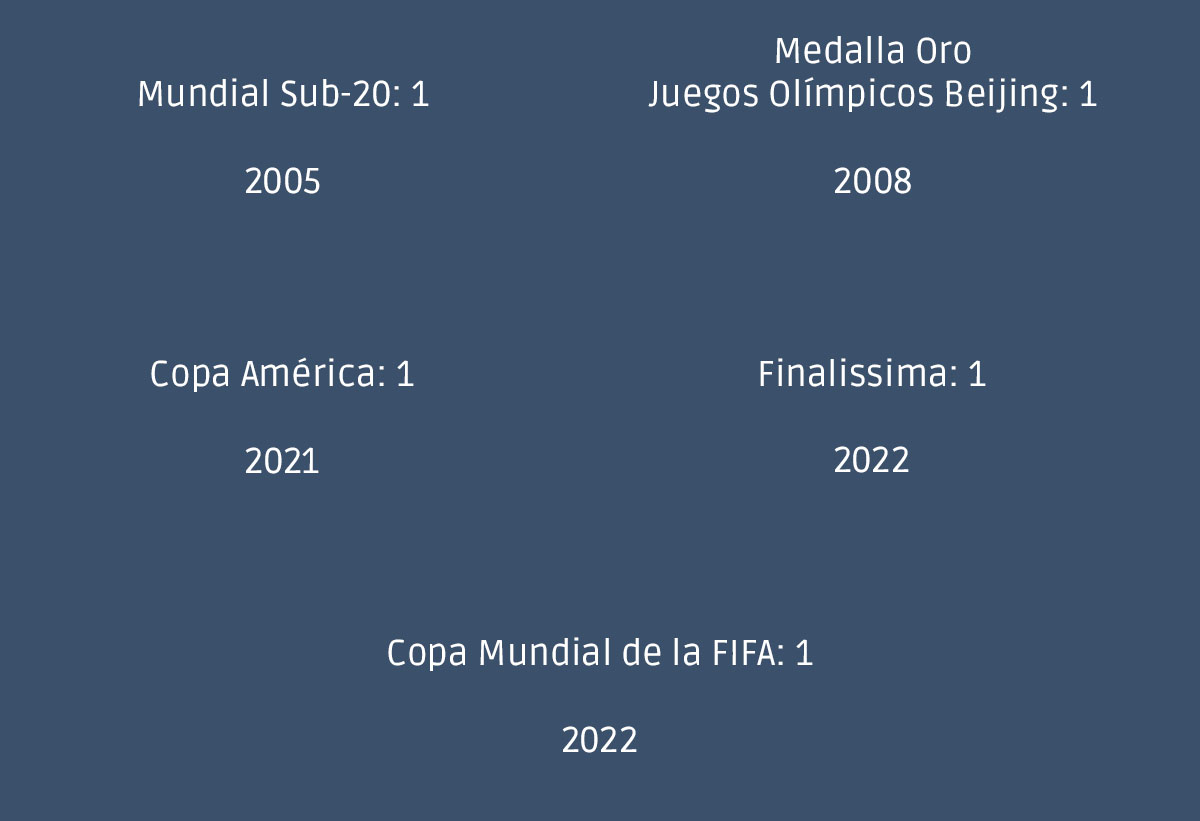 Mundial Sub-20: 1
2005
Medalla Oro
Juegos Olímpicos Beijing: 1
2008
Copa América: 1
2021
Finalissima: 1
2022
Copa Mundial de la FIFA: 1
2022